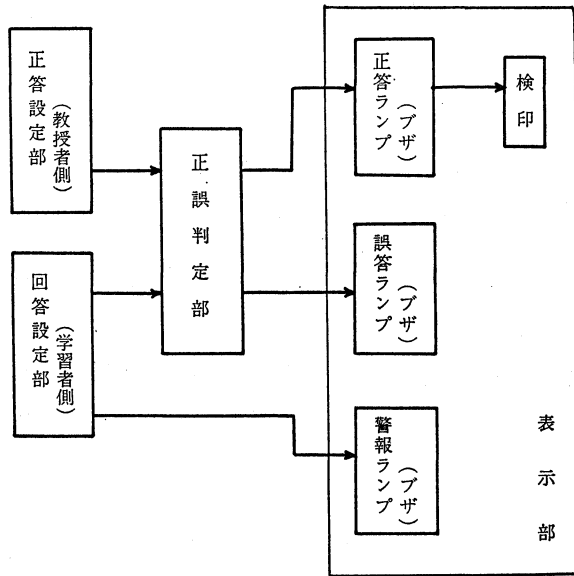 正答設定部
(教授者側)
回答設定部
(学習者側)
正誤判定部
正答ランプ
(ブザ)
検印
誤答ランプ
(ブザ)
警報ランプ
(ブザ)
表示部